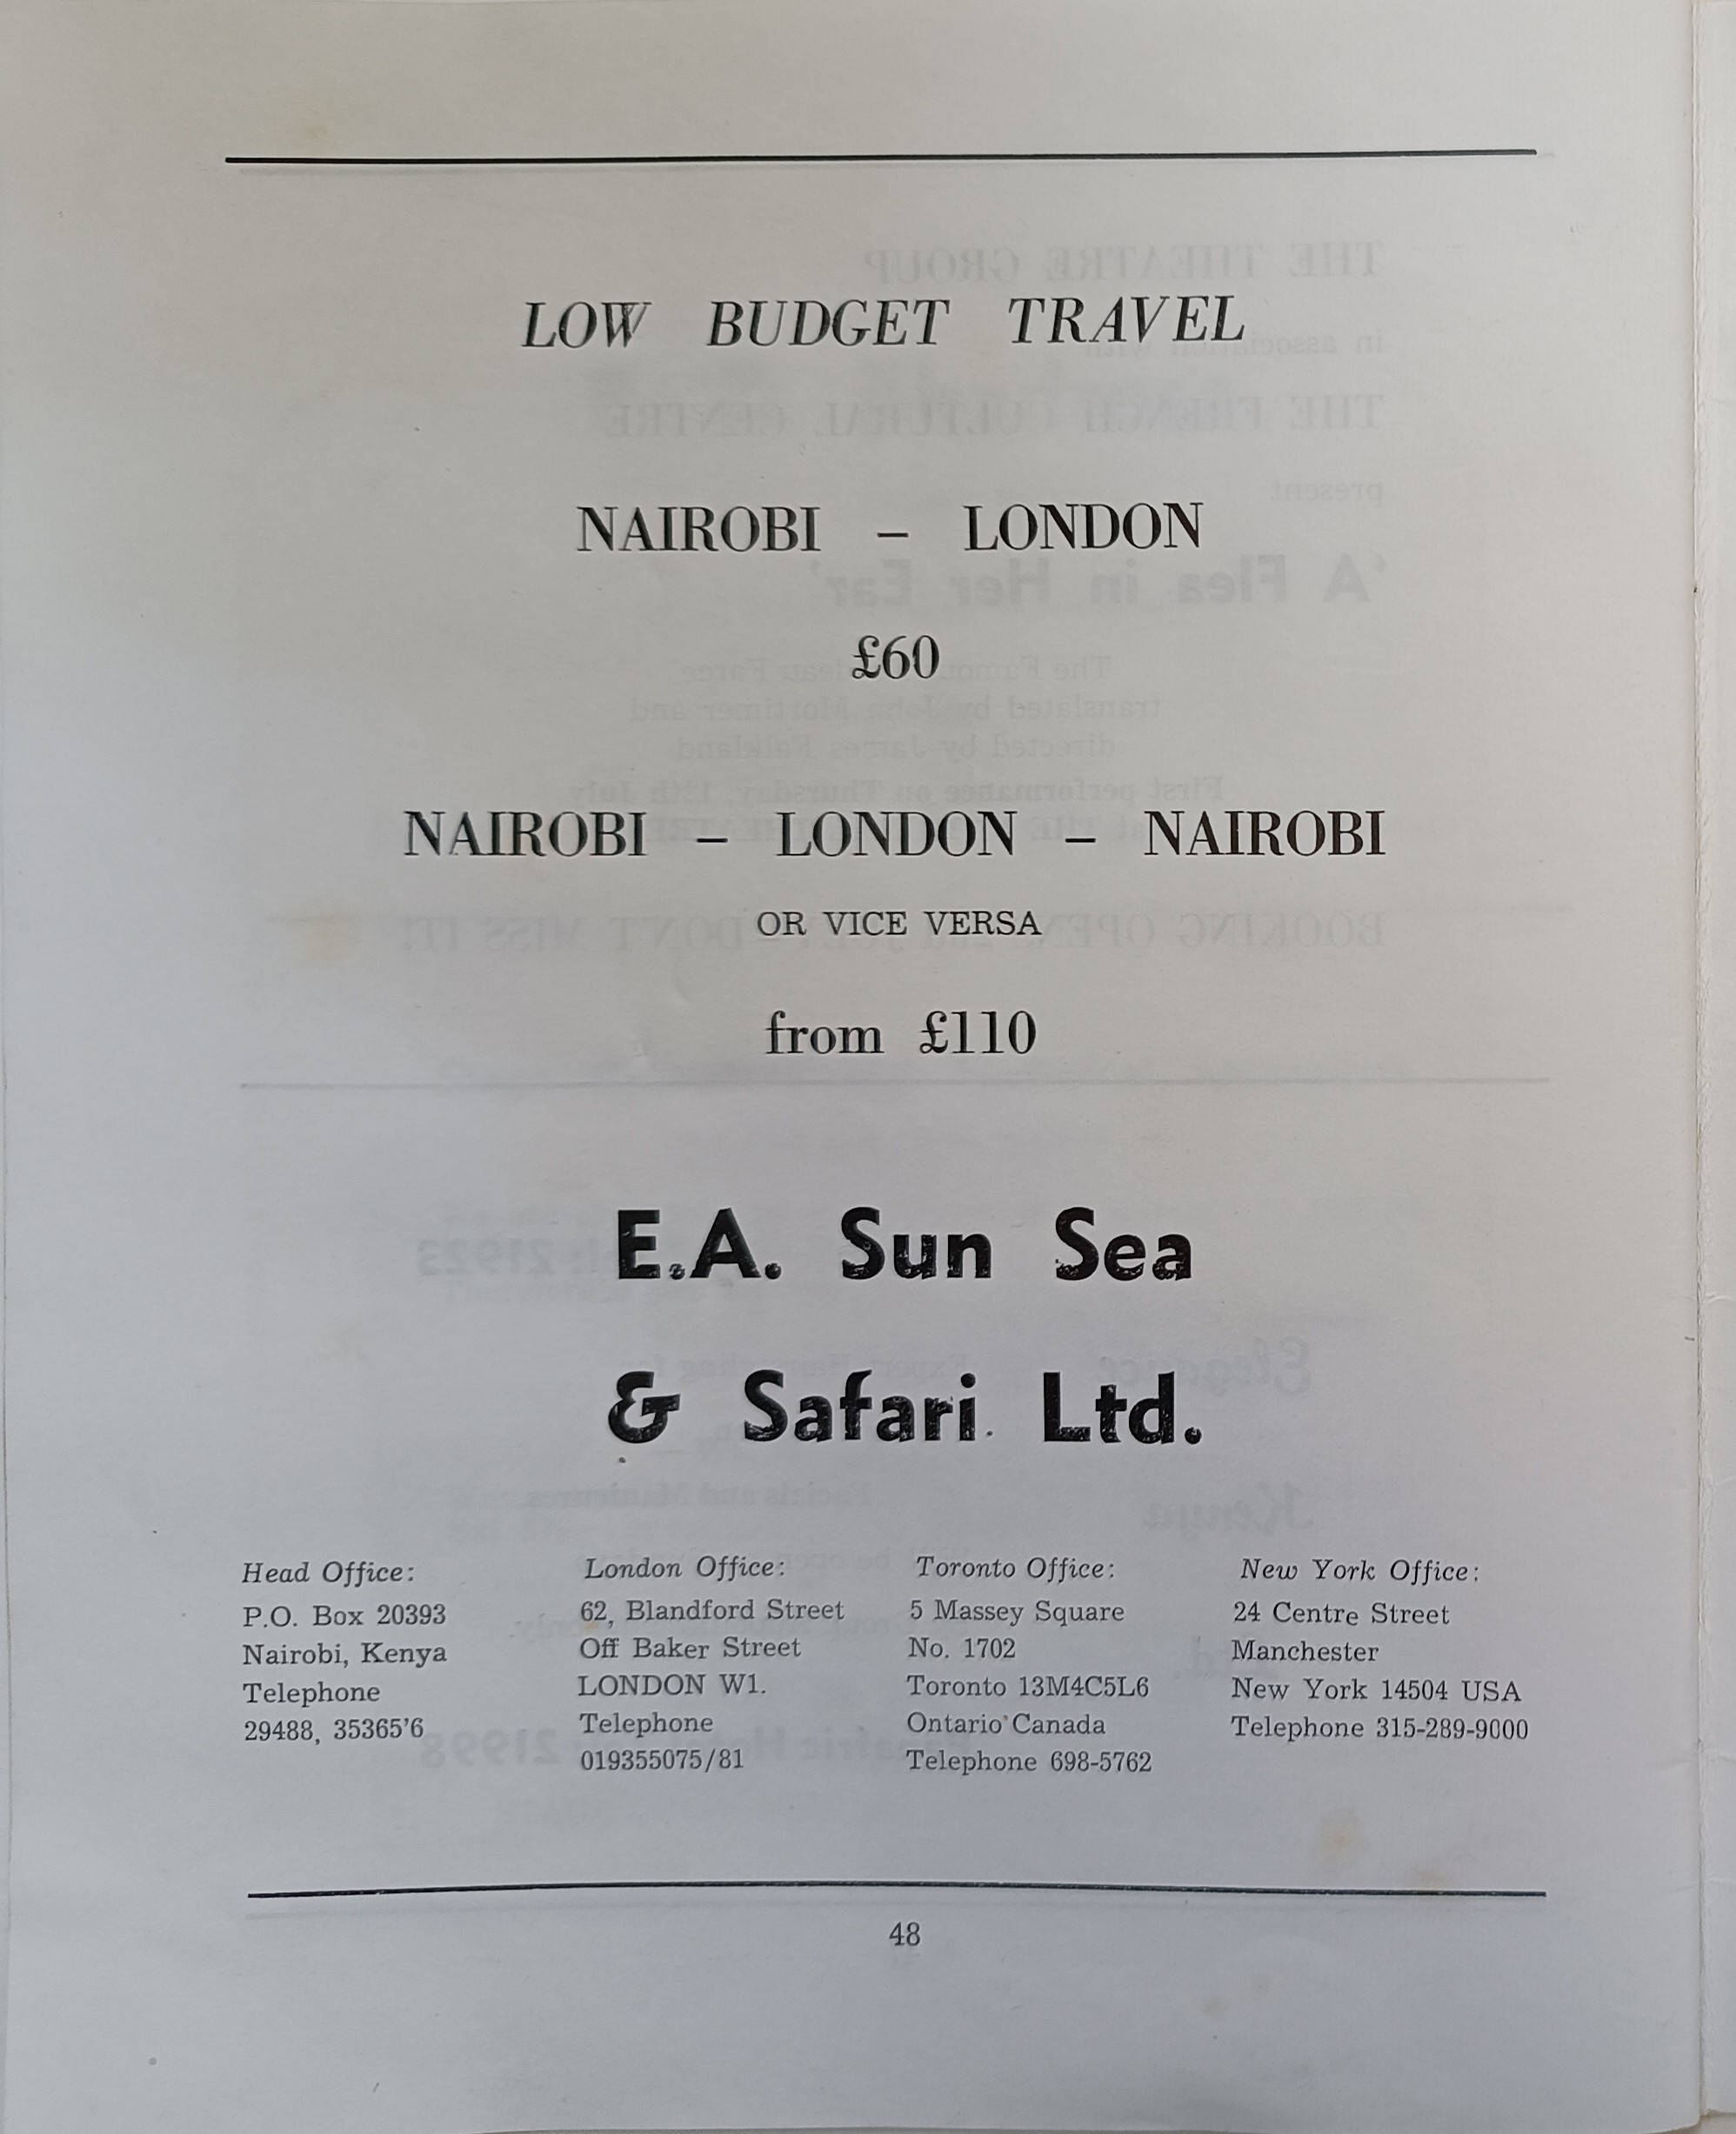 LOW BUDGET TRAVEL
NAIROBI – LONDON
£60
NAIROBI – LONDON – NAIROBI
OR VICE VERSA
from £110
E.A. Sun Sea
& Safari Ltd.
Head Office:
P.O. Box 20393
Nairobi, Kenya
Telephone
29488, 35365'6
London Office:
62, Blandford Street
Off Baker Street
LONDON W1.
Telephone
019355075/81
Toronto Office:
5 Massey Square
No. 1702
Toronto 13M4C5L6
Ontario Canada
Telephone 698-5762
New York Office:
24 Centre Street
Manchester
New York 14504 USA
Telephone 315-289-9000
48